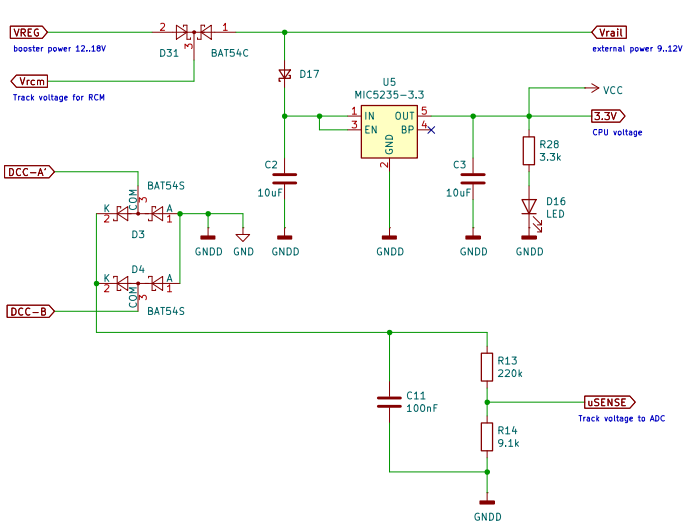 VREG
booster power 12..18V
2
1
3
D31
BAT54C
Vrail
external power 9..12V
Vrcm
Track voltage for RCM
D17
U5
MIC5235-3.3
1
IN
OUT
5
3
EN
BP
4
GND
2
VCC
3.3V
CPU voltage
R28
3.3k
C2
10uF
C3
10uF
D16
LED
DCC-A'
BAT54S
COM
3
K
A
2
1
D3
GNDD
GND
GNDD
GNDD
GNDD
D4
K
A
2
1
COM
3
DCC-B
BAT54S
R13
220k
C11
100nF
uSENSE
Track voltage to ADC
R14
9.1k
GNDD